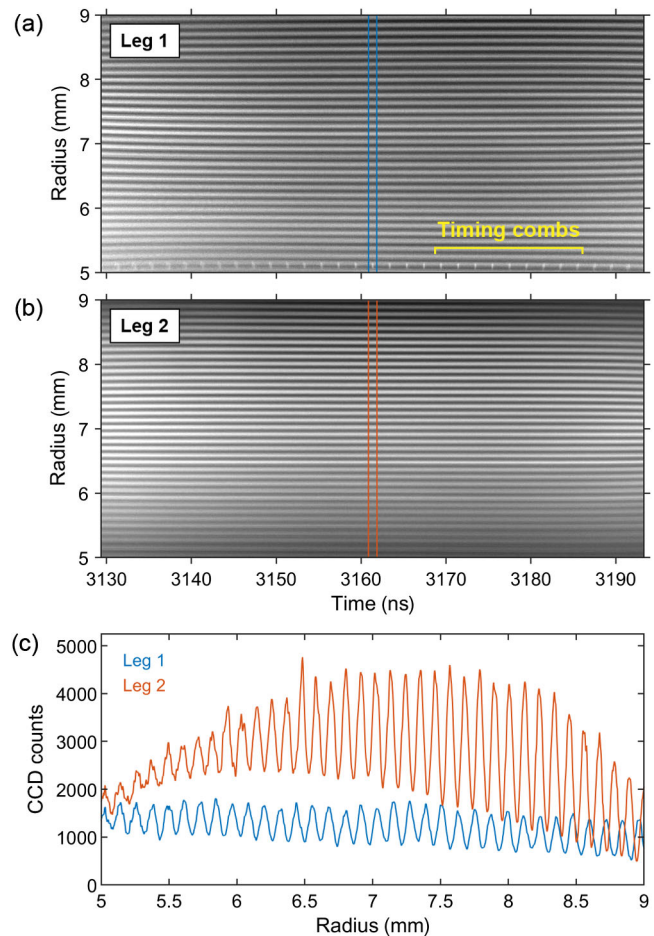 (a)
Leg 1
9
8
7
6
5
Radius (mm)
Timing combs
(b)
Leg 2
9
8
7
6
5
Radius (mm)
3130 3140 3150 3160 3170 3180 3190
Time (ns)
(c)
Leg 1
Leg 2
5000
4000
3000
2000
1000
0
CCD counts
5 5.5 6 6.5 7 7.5 8 8.5 9
Radius (mm)